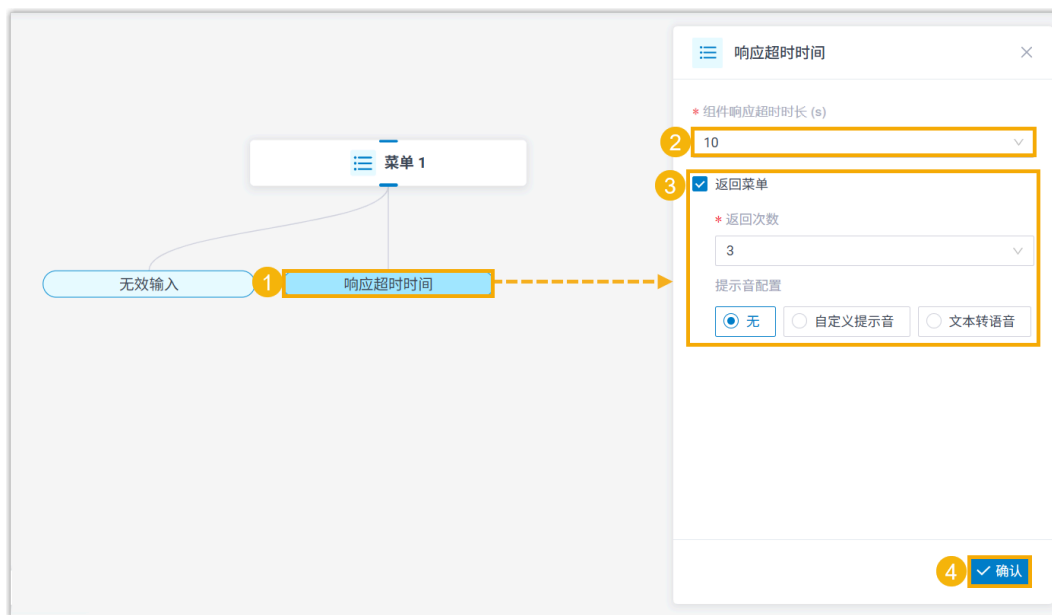 响应超时时间
* 组件响应超时时长 (s)
2 10
菜单 1
3 返回菜单
* 返回次数
3
无效输入 1 响应超时时间
提示音配置
无 自定义提示音 文本转语音
4 确认